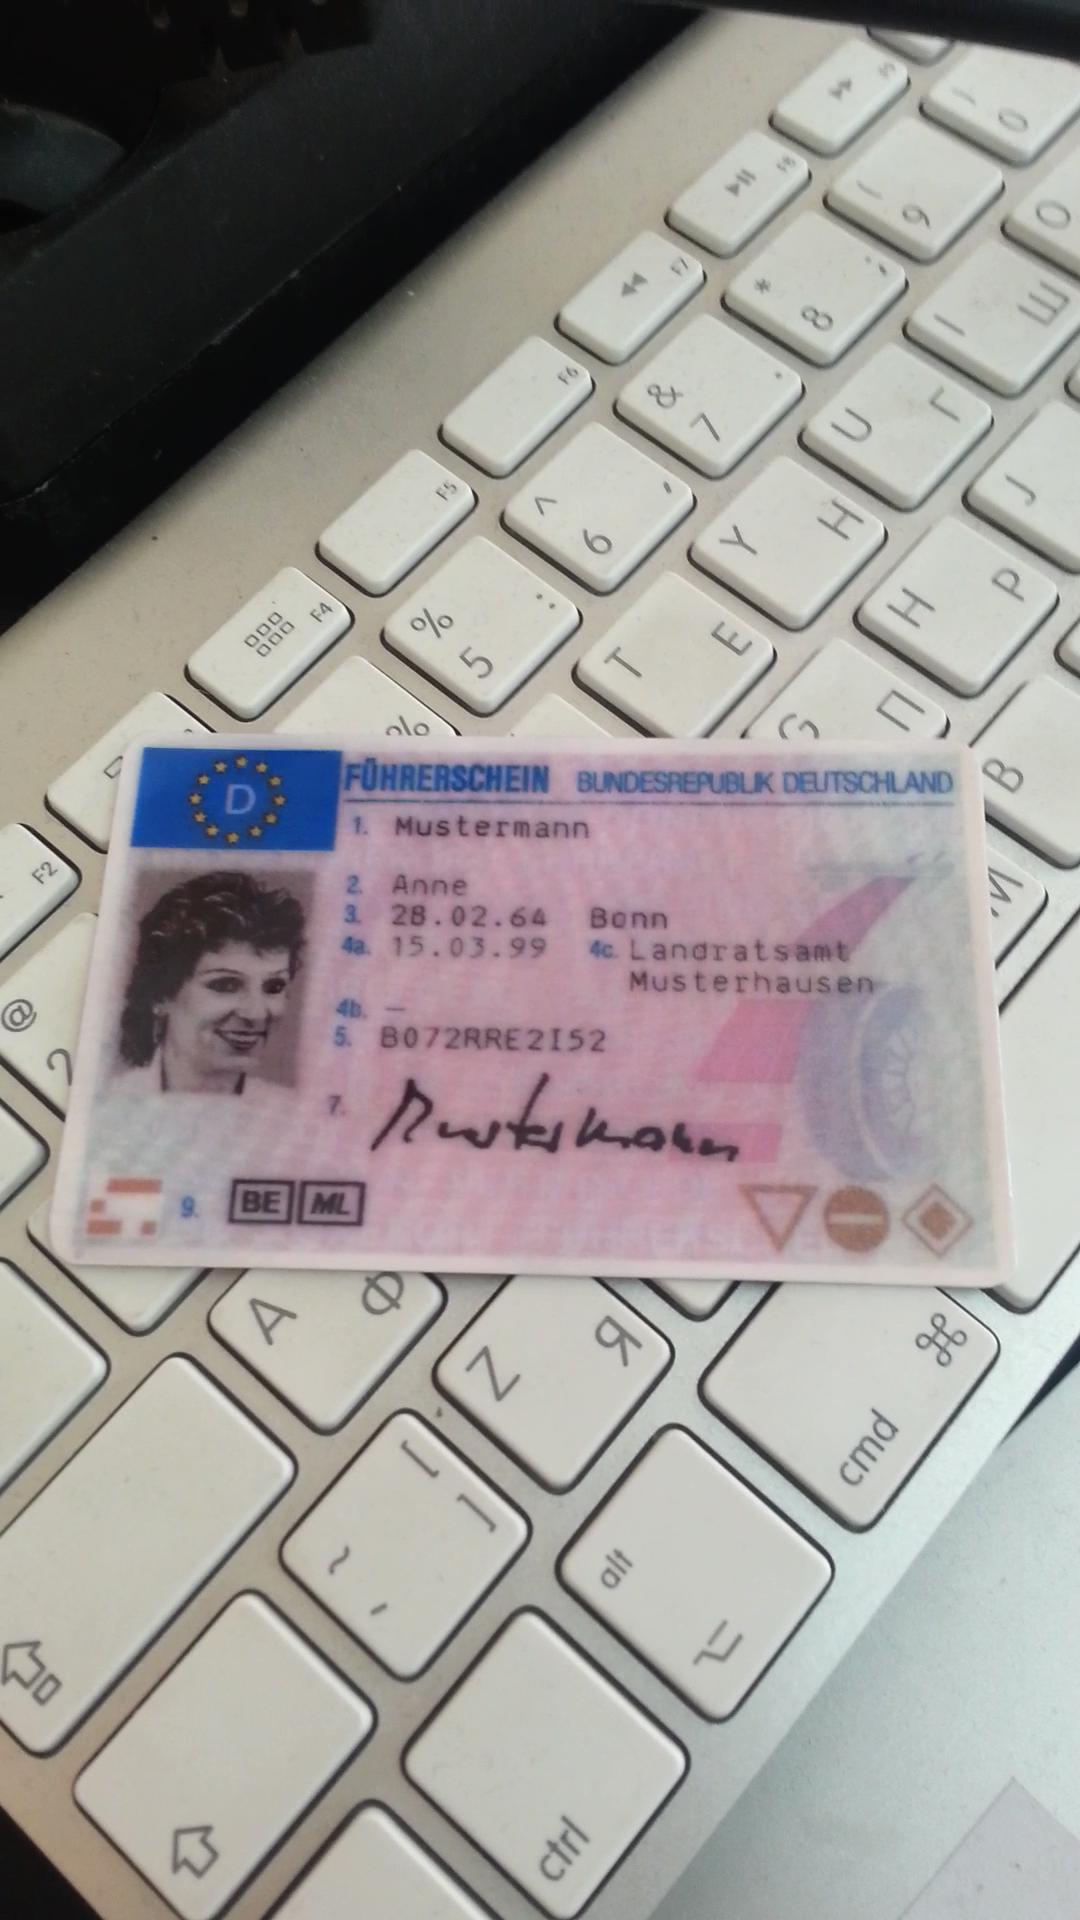 F9
)
0
F8
(
9
O
F7
*
8
;
I
Ш
F6
&
7
.
U
Г
F5
^
6
,
Y
Н
J
F4
%
5
:
T
Е
H
Р
%
G
П
B
F2
М
@
2
D
FÜHRERSCHEIN BUNDESREPUBLIK DEUTSCHLAND
1. Mustermann
2. Anne
3. 28.02.64 Bonn
4a. 15.03.99 4c. Landratsamt
Musterhausen
4b. –
5. B072RRE2I52
7. Mustermann
9. BE ML
A
Ф
Z
Я
⌘
cmd
[
]
~
alt
⌥
ctrl